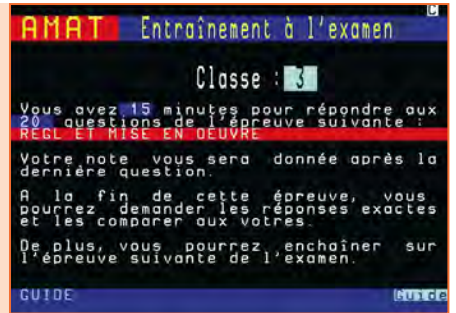 C
AMAT Entraînement à l'examen
Classe : 3
Vous avez 15 minutes pour répondre aux
20 questions de l'épreuve suivante :
REGL ET MISE EN OEUVRE
Votre note vous sera donnée après la
dernière question.
A la fin de cette épreuve, vous
pourrez demander les réponses exactes
et les comparer aux votres.
De plus, vous pourrez enchaîner sur
l'épreuve suivante de l'examen.
GUIDE Guide